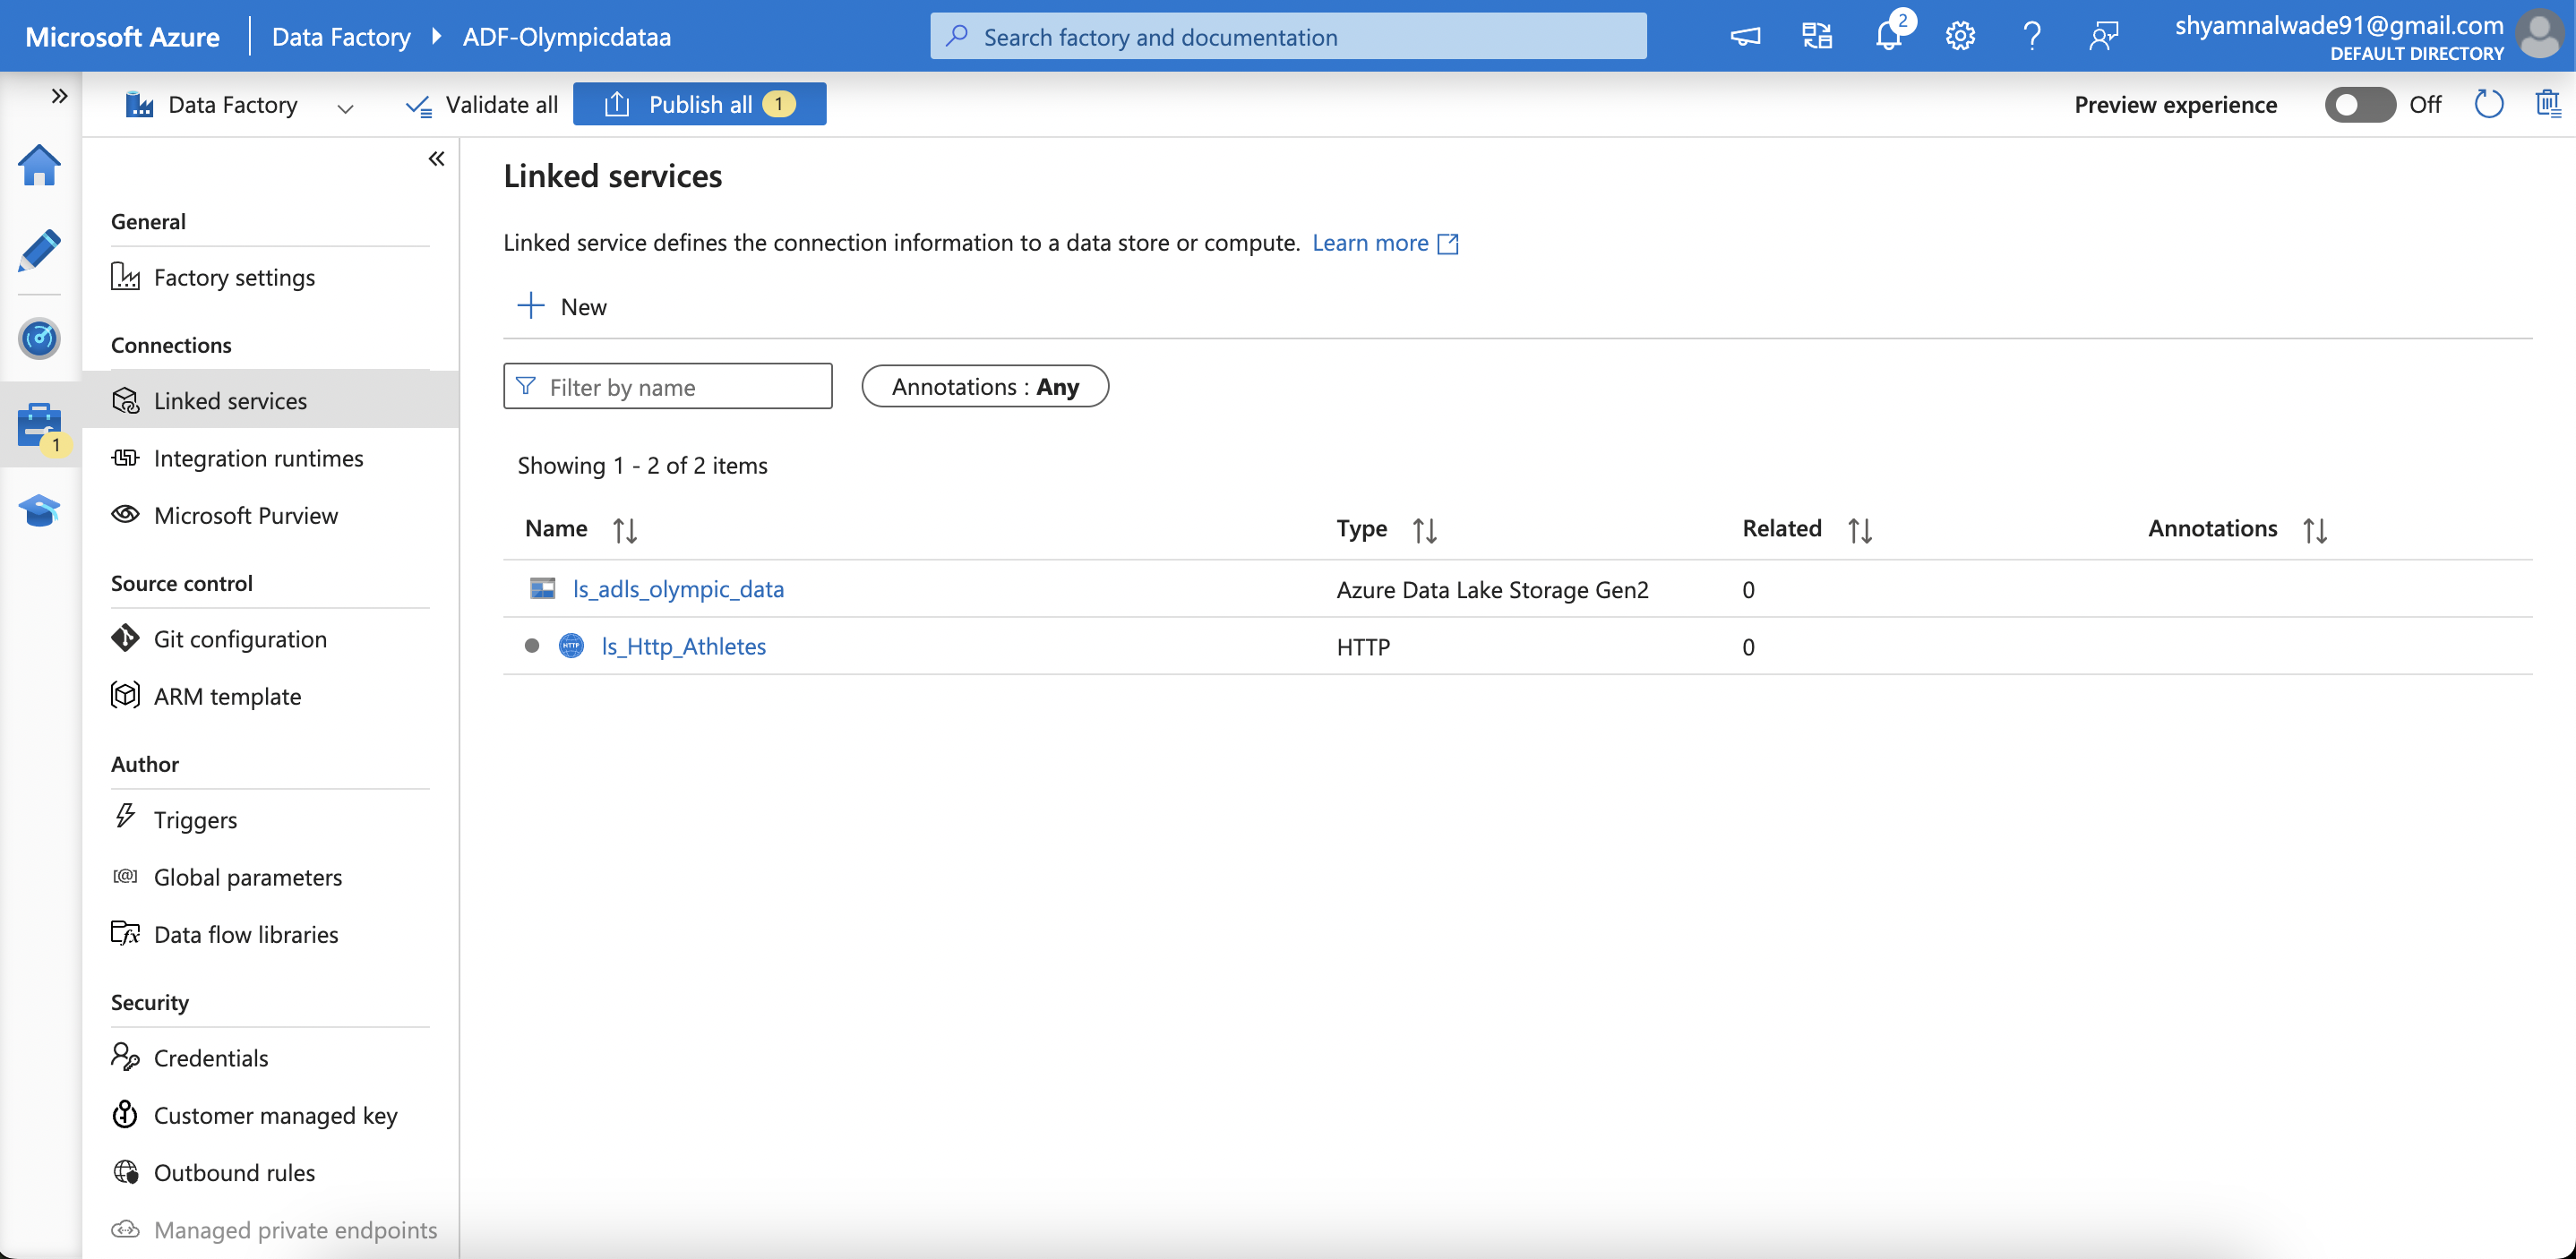 Microsoft Azure
Data Factory
ADF-Olympicdataa
Search factory and documentation
2
shyamnalwade91@gmail.com
DEFAULT DIRECTORY
Data Factory
Validate all
Publish all 1
Preview experience
Off
1
General
Factory settings
Connections
Linked services
Integration runtimes
Microsoft Purview
Source control
Git configuration
ARM template
Author
Triggers
Global parameters
Data flow libraries
Security
Credentials
Customer managed key
Outbound rules
Managed private endpoints
Linked services
Linked service defines the connection information to a data store or compute. Learn more
New
Filter by name
Annotations : Any
Showing 1 - 2 of 2 items
Name Type Related Annotations
ls_adls_olympic_data Azure Data Lake Storage Gen2 0
HTTP ls_Http_Athletes HTTP 0